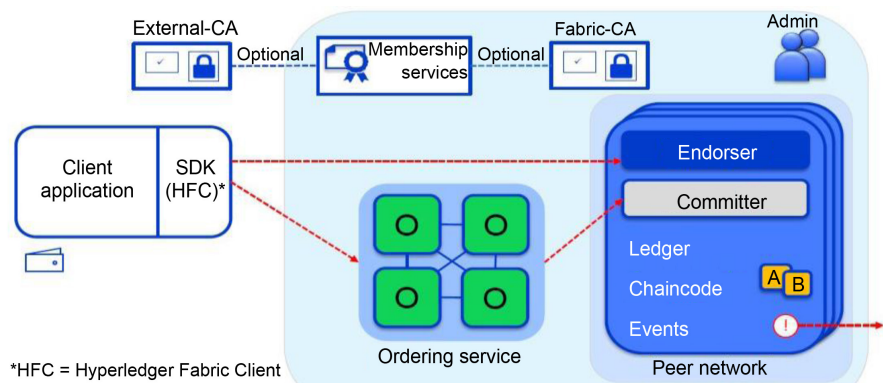 External-CA
Optional
Membership
services
Optional
Fabric-CA
Admin
Client
application
SDK
(HFC)*
Endorser
Committer
Ledger
Chaincode
A
B
Events
!
O
O
O
O
Ordering service
Peer network
*HFC = Hyperledger Fabric Client